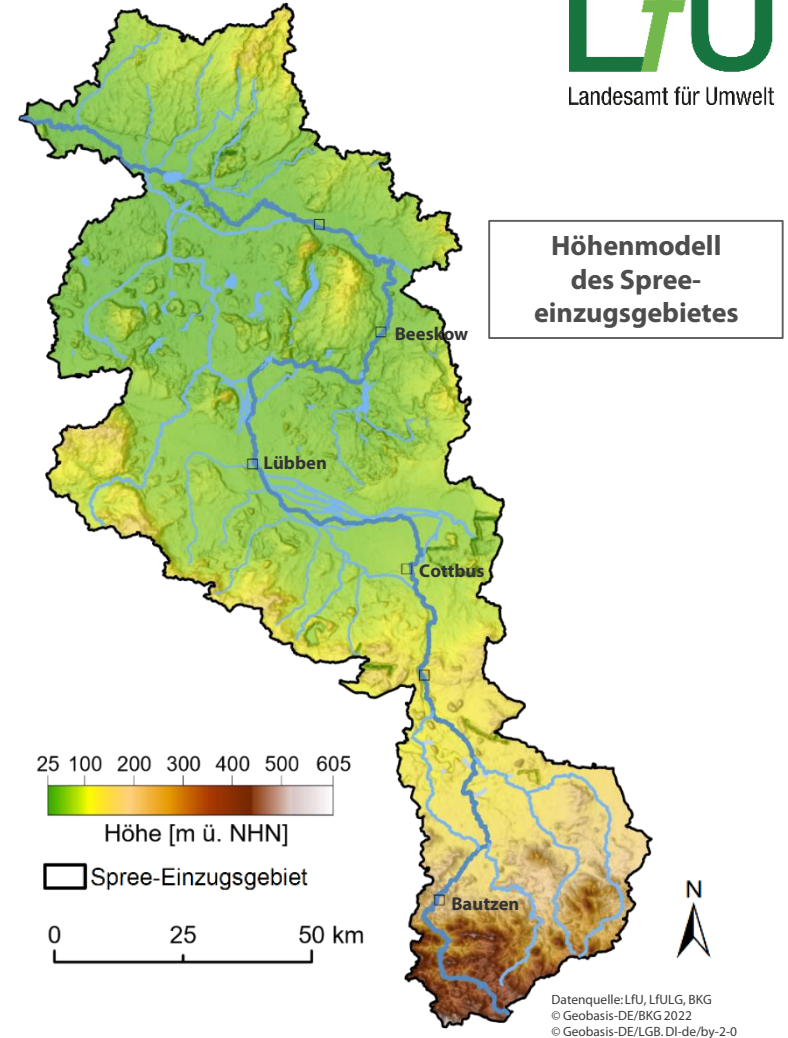 LfU
Landesamt für Umwelt
Höhenmodell
des Spree-
einzugsgebietes
Beeskow
Lübben
Cottbus
25 100 200 300 400 500 605
Höhe [m ü. NHN]
Spree-Einzugsgebiet
Bautzen
N
0 25 50 km
Datenquelle: LfU, LfULG, BKG
© Geobasis-DE/BKG 2022
© Geobasis-DE/LGB. Dl-de/by-2-0